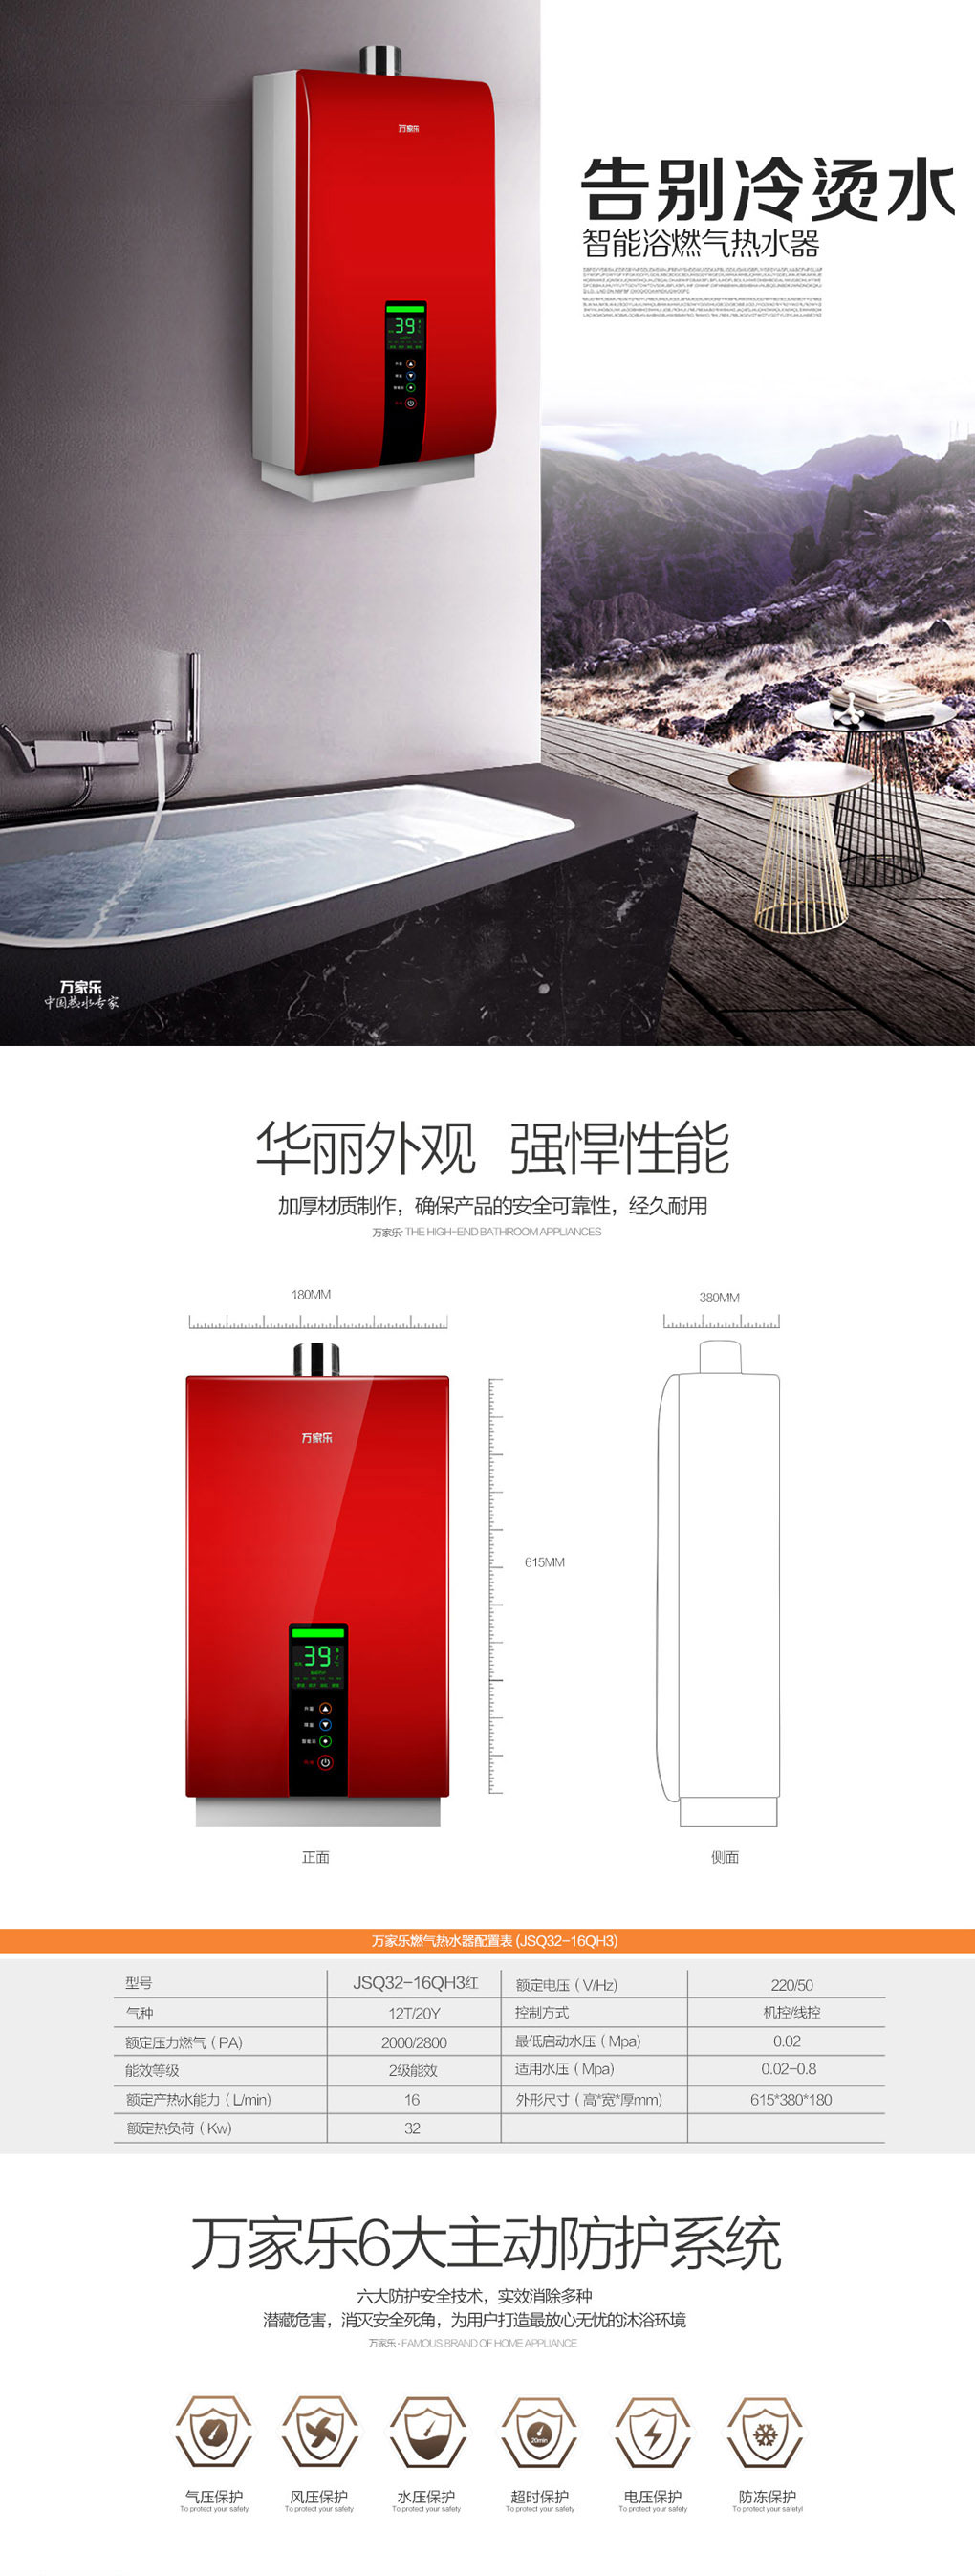 万家乐
告别冷烫水
智能浴燃气热水器
39
万家乐
中国热水专家
华丽外观 强悍性能
加厚材质制作，确保产品的安全可靠性，经久耐用
万家乐· THE HIGH-END BATHROOM APPLIANCES
180MM
380MM
万家乐
615MM
39
升温
降温
智能浴
正面
侧面
万家乐燃气热水器配置表 (JSQ32-16QH3)
型号 JSQ32-16QH3红 额定电压 ( V/Hz) 220/50
气种 12T/20Y 控制方式 机控/线控
额定压力燃气 ( PA) 2000/2800 最低启动水压 ( Mpa) 0.02
能效等级 2级能效 适用水压 ( Mpa) 0.02-0.8
额定产热水能力 ( L/min) 16 外形尺寸 ( 高*宽*厚mm) 615*380*180
额定热负荷 ( Kw) 32
万家乐6大主动防护系统
六大防护安全技术，实效消除多种
潜藏危害，消灭安全死角，为用户打造最放心无忧的沐浴环境
万家乐 · FAMOUS BRAND OF HOME APPLIANCE
20min
气压保护 风压保护 水压保护 超时保护 电压保护 防冻保护
To protect your safety To protect your safety To protect your safety To protect your safety To protect your safety To protect your safety!